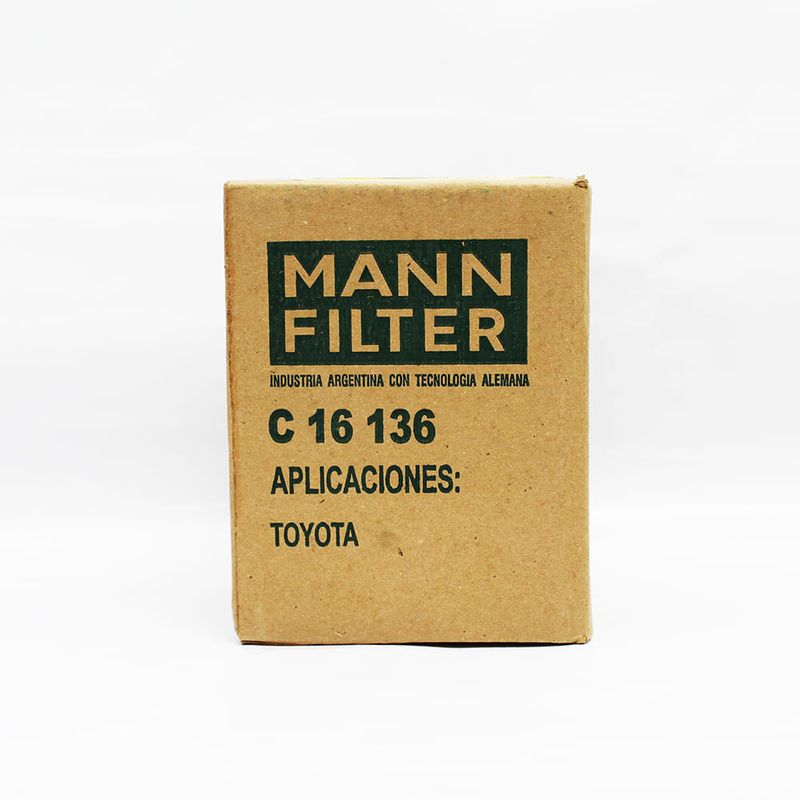 MANN
FILTER
INDUSTRIA ARGENTINA CON TECNOLOGIA ALEMANA
C 16 136
APLICACIONES:
TOYOTA